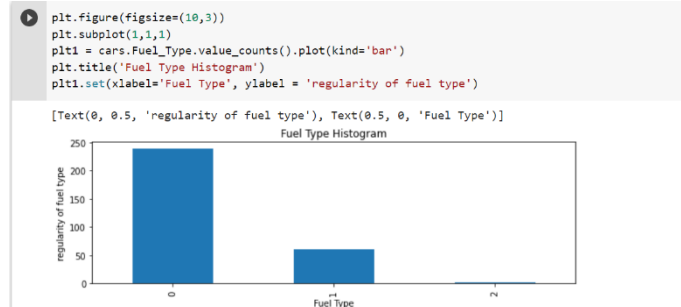 plt.figure(figsize=(10,3))
plt.subplot(1,1,1)
plt1 = cars.Fuel_Type.value_counts().plot(kind='bar')
plt.title('Fuel Type Histogram')
plt1.set(xlabel='Fuel Type', ylabel = 'regularity of fuel type')
[Text(0, 0.5, 'regularity of fuel type'), Text(0.5, 0, 'Fuel Type')]
Fuel Type Histogram
regularity of fuel type
250
200
150
100
50
0
0
1
2
Fuel Type